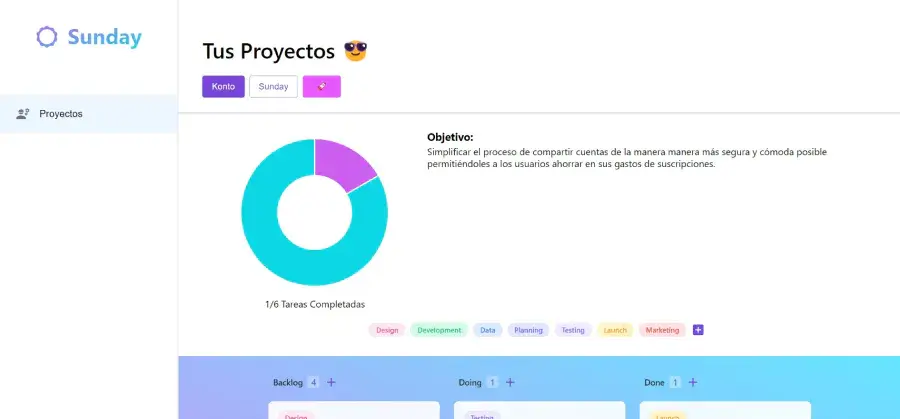 Sunday
Tus Proyectos
Konto
Sunday
Proyectos
Objetivo:
Simplificar el proceso de compartir cuentas de la manera manera más segura y cómoda posible
permitiéndoles a los usuarios ahorrar en sus gastos de suscripciones.
1/6 Tareas Completadas
Design Development Data Planning Testing Launch Marketing
Backlog 4 + Doing 1 + Done 1 +
Design Testing Launch